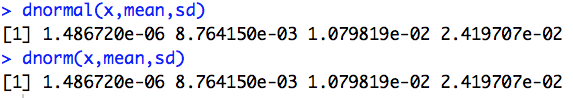 > dnormal(x,mean,sd)
[1] 1.486720e-06 8.764150e-03 1.079819e-02 2.419707e-02
> dnorm(x,mean,sd)
[1] 1.486720e-06 8.764150e-03 1.079819e-02 2.419707e-02